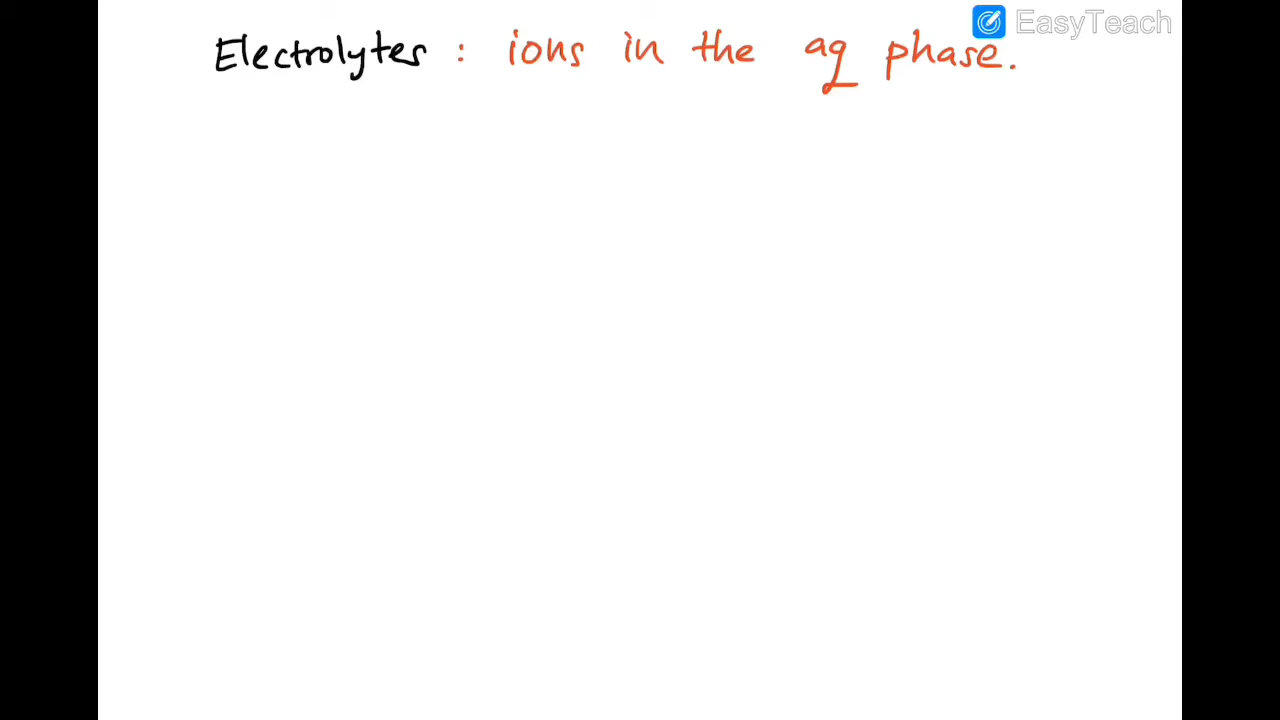 EasyTeach
Electrolytes : ions in the aq phase.